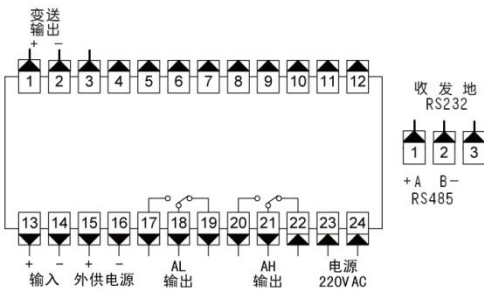 变送
输出
+ -
1 2 3 4 5 6 7 8 9 10 11 12
收 发 地
RS232
1 2 3
+A B-
RS485
13 14 15 16 17 18 19 20 21 22 23 24
+ - + -
输入 外供电源 AL 输出 AH 输出 电源 220VAC